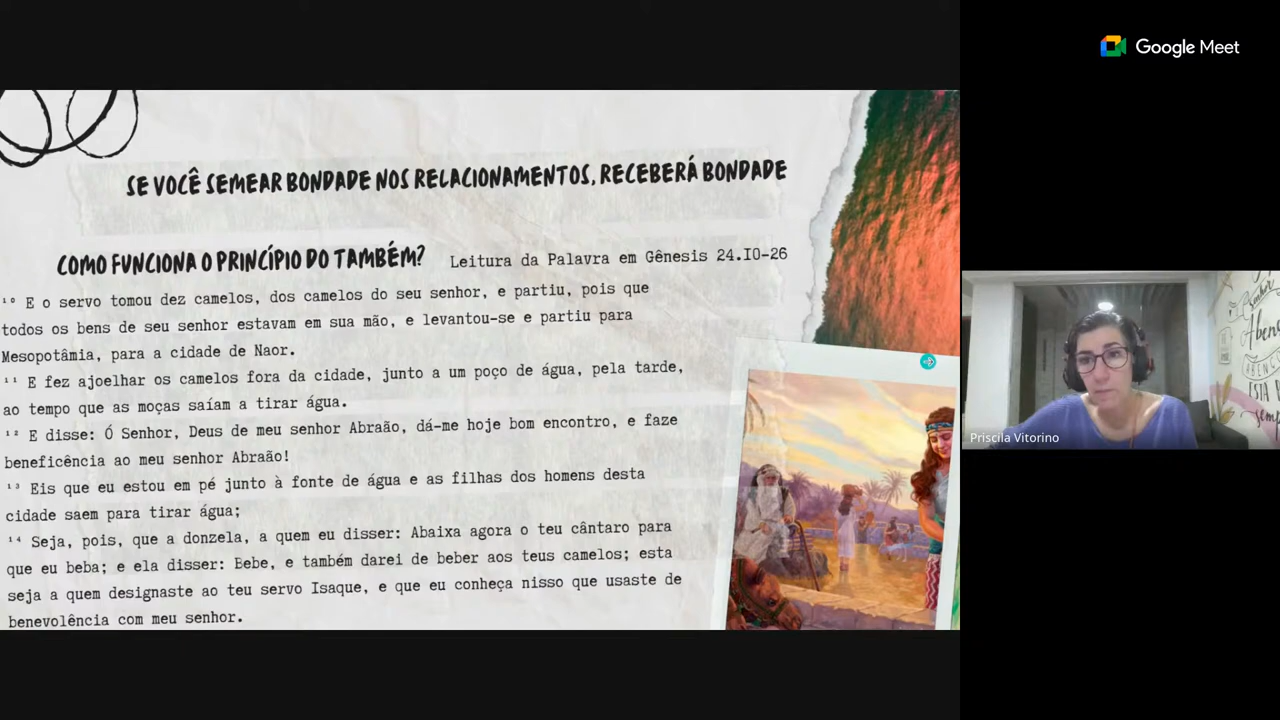 Google Meet
SE VOCÊ SEMEAR BONDADE NOS RELACIONAMENTOS, RECEBERÁ BONDADE
COMO FUNCIONA O PRINCÍPIO DO TAMBÉM? Leitura da Palavra em Gênesis 24.10-26
¹⁰ E o servo tomou dez camelos, dos camelos do seu senhor, e partiu, pois que
todos os bens de seu senhor estavam em sua mão, e levantou-se e partiu para
Mesopotâmia, para a cidade de Naor.
¹¹ E fez ajoelhar os camelos fora da cidade, junto a um poço de água, pela tarde,
ao tempo que as moças saíam a tirar água.
¹² E disse: Ó Senhor, Deus de meu senhor Abraão, dá-me hoje bom encontro, e faze
beneficência ao meu senhor Abraão!
¹³ Eis que eu estou em pé junto à fonte de água e as filhas dos homens desta
cidade saem para tirar água;
¹⁴ Seja, pois, que a donzela, a quem eu disser: Abaixa agora o teu cântaro para
que eu beba; e ela disser: Bebe, e também darei de beber aos teus camelos; esta
seja a quem designaste ao teu servo Isaque, e que eu conheça nisso que usaste de
benevolência com meu senhor.
Priscila Vitorino